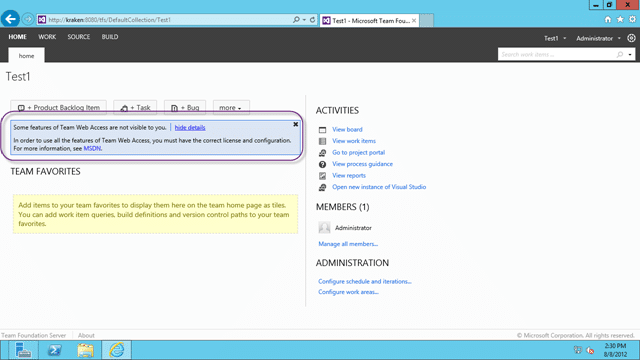 http://kraken:8080/tfs/DefaultCollection/Test1
Test1 - Microsoft Team Foun...
HOME WORK SOURCE BUILD
Test1 Administrator
home
Search work items...
Test1
+ Product Backlog Item + Task + Bug more
Some features of Team Web Access are not visible to you. hide details
In order to use all the features of Team Web Access, you must have the correct license and configuration.
For more information, see MSDN.
TEAM FAVORITES
Add items to your team favorites to display them here on the team home page as tiles.
You can add work item queries, build definitions and version control paths to your team
favorites.
ACTIVITIES
View board
View work items
Go to project portal
View process guidance
View reports
Open new instance of Visual Studio
MEMBERS (1)
Administrator
Manage all members...
ADMINISTRATION
Configure schedule and iterations...
Configure work areas...
Team Foundation Server About
© Microsoft Corporation. All rights reserved.
2:30 PM
8/8/2012